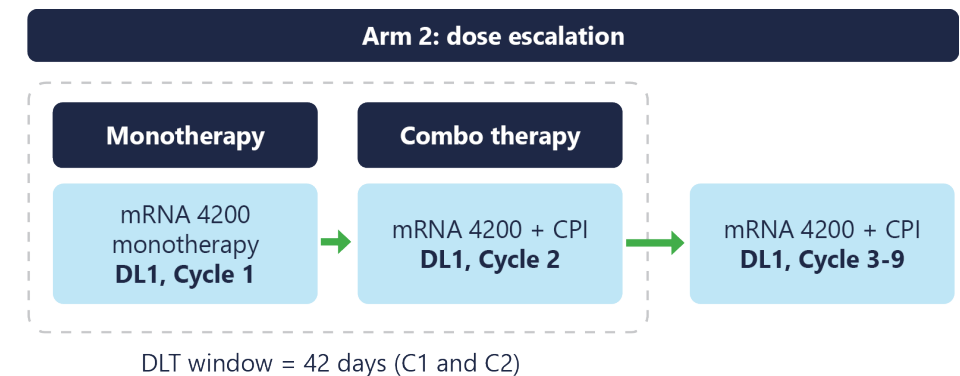 Arm 2: dose escalation
Monotherapy
Combo therapy
mRNA 4200
monotherapy
DL1, Cycle 1
mRNA 4200 + CPI
DL1, Cycle 2
mRNA 4200 + CPI
DL1, Cycle 3-9
DLT window = 42 days (C1 and C2)